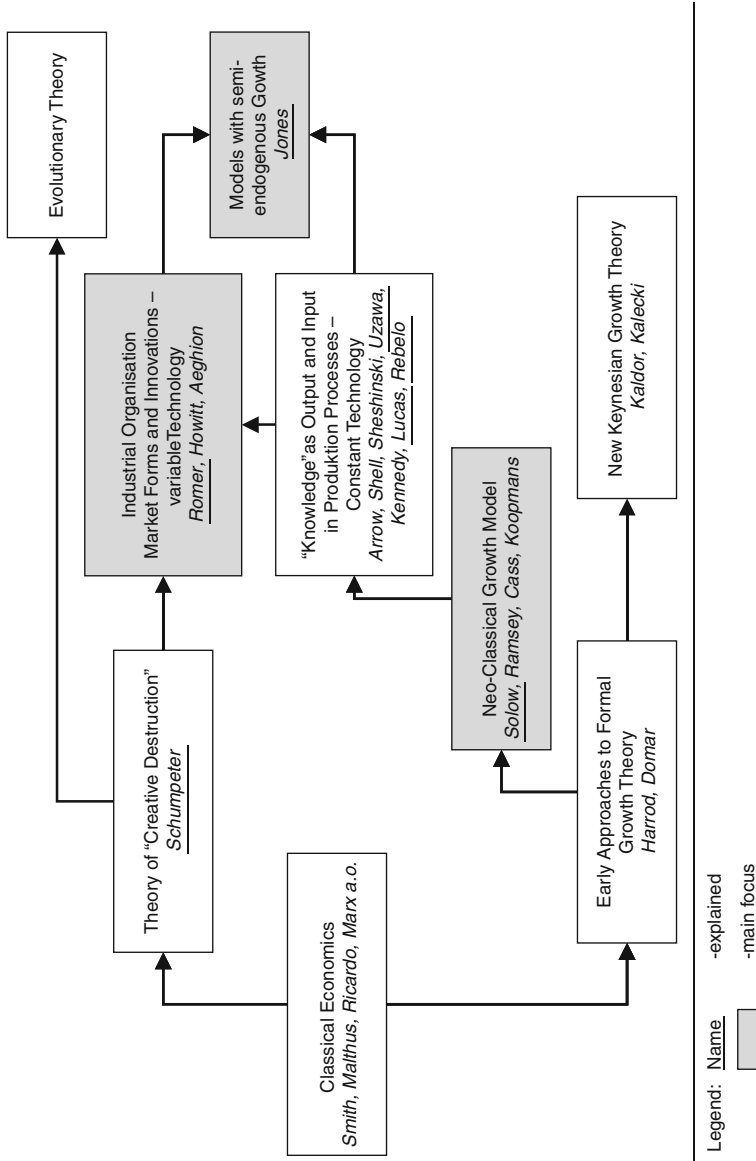 Classical Economics
Smith, Malthus, Ricardo, Marx a.o.
Theory of "Creative Destruction"
Schumpeter
Early Approaches to Formal
Growth Theory
Harrod, Domar
Neo-Classical Growth Model
Solow, Ramsey, Cass, Koopmans
Industrial Organisation
Market Forms and Innovations –
variableTechnology
Romer, Howitt, Aeghion
"Knowledge"as Output and Input
in Produktion Processes –
Constant Technology
Arrow, Shell, Sheshinski, Uzawa,
Kennedy, Lucas, Rebelo
New Keynesian Growth Theory
Kaldor, Kalecki
Evolutionary Theory
Models with semi-
endogenous Gowth
Jones
Legend: Name -explained
-main focus